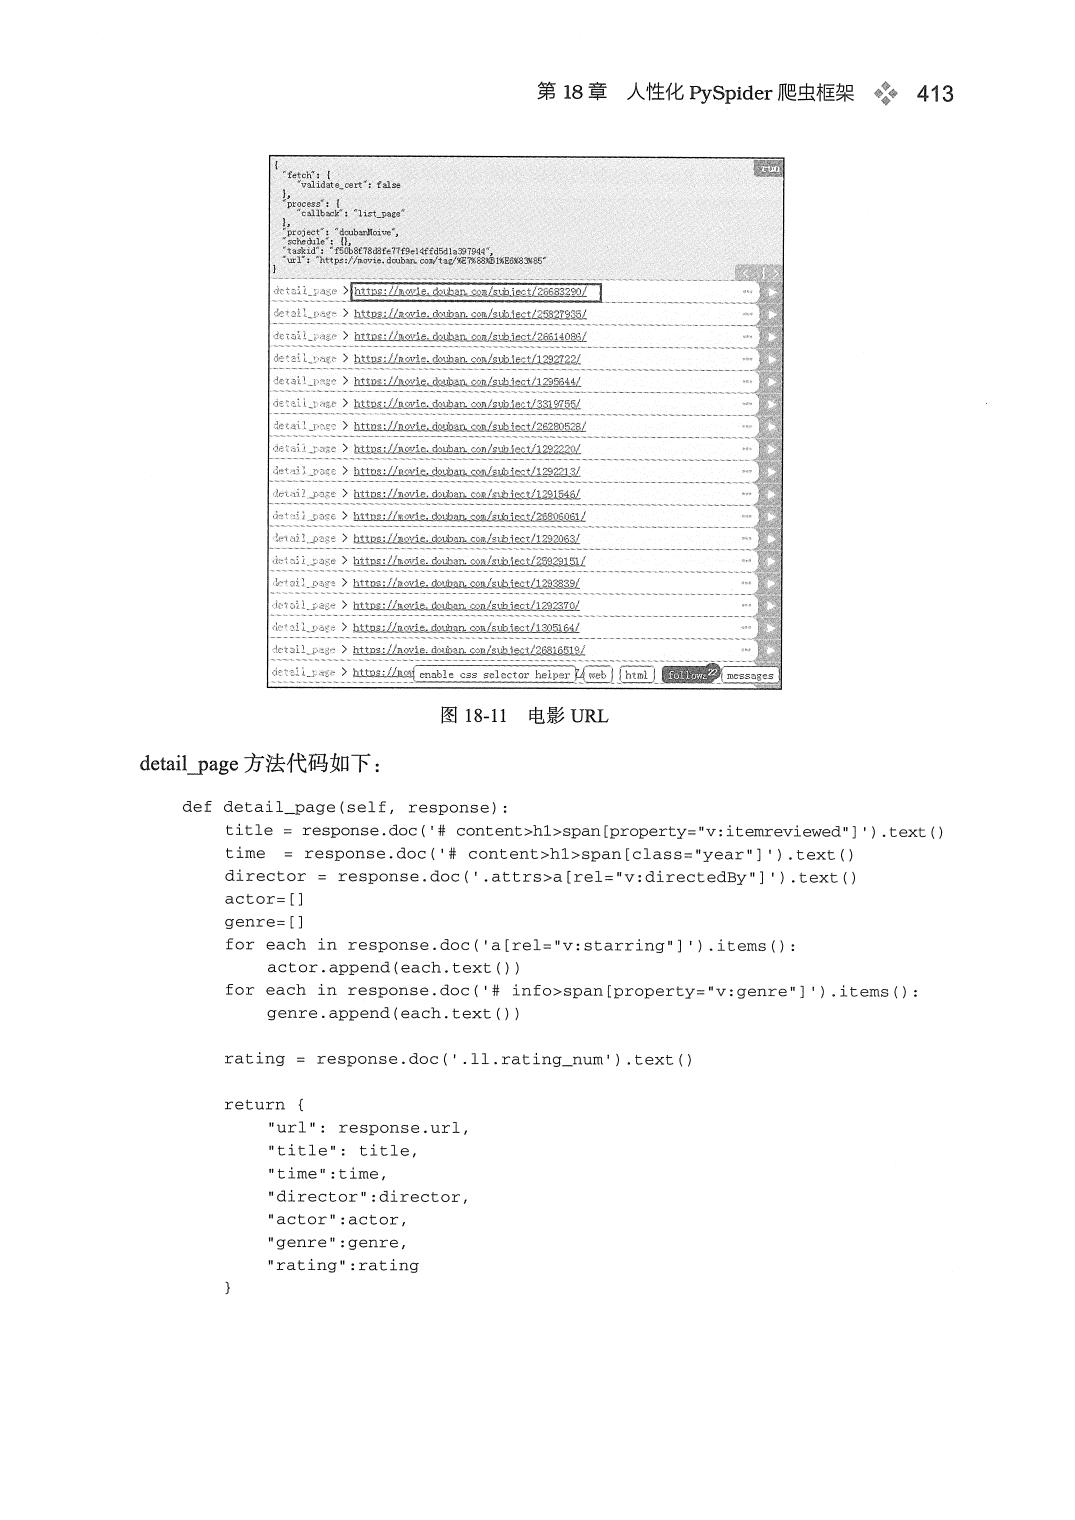 第 18 章 人性化 PySpider 爬虫框架 413
{
"fetch": {
"validate_cert": false
},
"process": {
"callback": "list_page"
},
"project": "doubanMoive",
"schedule": {},
"taskid": "f50b8f78d3fe77f9e14ffd5d1a397944",
"url": "https://movie.douban.com/tag/%E7%88%B1%E6%83%85"
}
run
< | >
detail_page > https://movie.douban.com/subject/26683290/
detail_page > https://movie.douban.com/subject/25827935/
detail_page > https://movie.douban.com/subject/26614086/
detail_page > https://movie.douban.com/subject/1292722/
detail_page > https://movie.douban.com/subject/1295644/
detail_page > https://movie.douban.com/subject/3319755/
detail_page > https://movie.douban.com/subject/26280528/
detail_page > https://movie.douban.com/subject/1292220/
detail_page > https://movie.douban.com/subject/1292213/
detail_page > https://movie.douban.com/subject/1291546/
detail_page > https://movie.douban.com/subject/26806061/
detail_page > https://movie.douban.com/subject/1292063/
detail_page > https://movie.douban.com/subject/25929151/
detail_page > https://movie.douban.com/subject/1293839/
detail_page > https://movie.douban.com/subject/1292370/
detail_page > https://movie.douban.com/subject/1305164/
detail_page > https://movie.douban.com/subject/26816519/
detail_page > https://mov enable css selector helper web html follows 22 messages
图 18-11 电影 URL
detail_page 方法代码如下：
def detail_page(self, response):
title = response.doc('# content>h1>span[property="v:itemreviewed"]').text()
time = response.doc('# content>h1>span[class="year"]').text()
director = response.doc('.attrs>a[rel="v:directedBy"]').text()
actor=[]
genre=[]
for each in response.doc('a[rel="v:starring"]').items():
actor.append(each.text())
for each in response.doc('# info>span[property="v:genre"]').items():
genre.append(each.text())
rating = response.doc('.ll.rating_num').text()
return {
"url": response.url,
"title": title,
"time":time,
"director":director,
"actor":actor,
"genre":genre,
"rating":rating
}